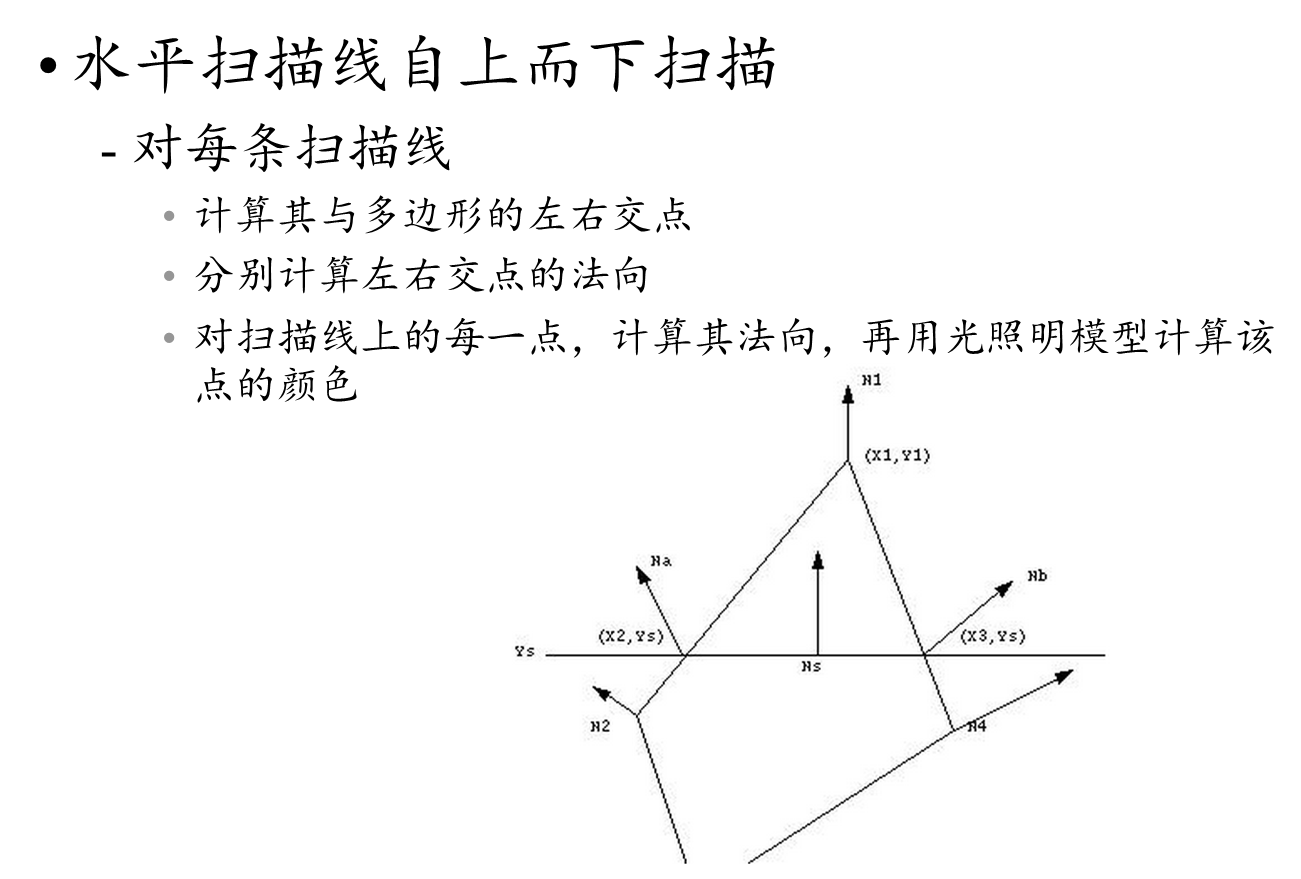 • 水平扫描线自上而下扫描
- 对每条扫描线
• 计算其与多边形的左右交点
• 分别计算左右交点的法向
• 对扫描线上的每一点，计算其法向，再用光照明模型计算该
点的颜色
N1
(X1,Y1)
Na
Nb
(X2,Ys)
(X3,Ys)
Ys
Ns
N2
N4